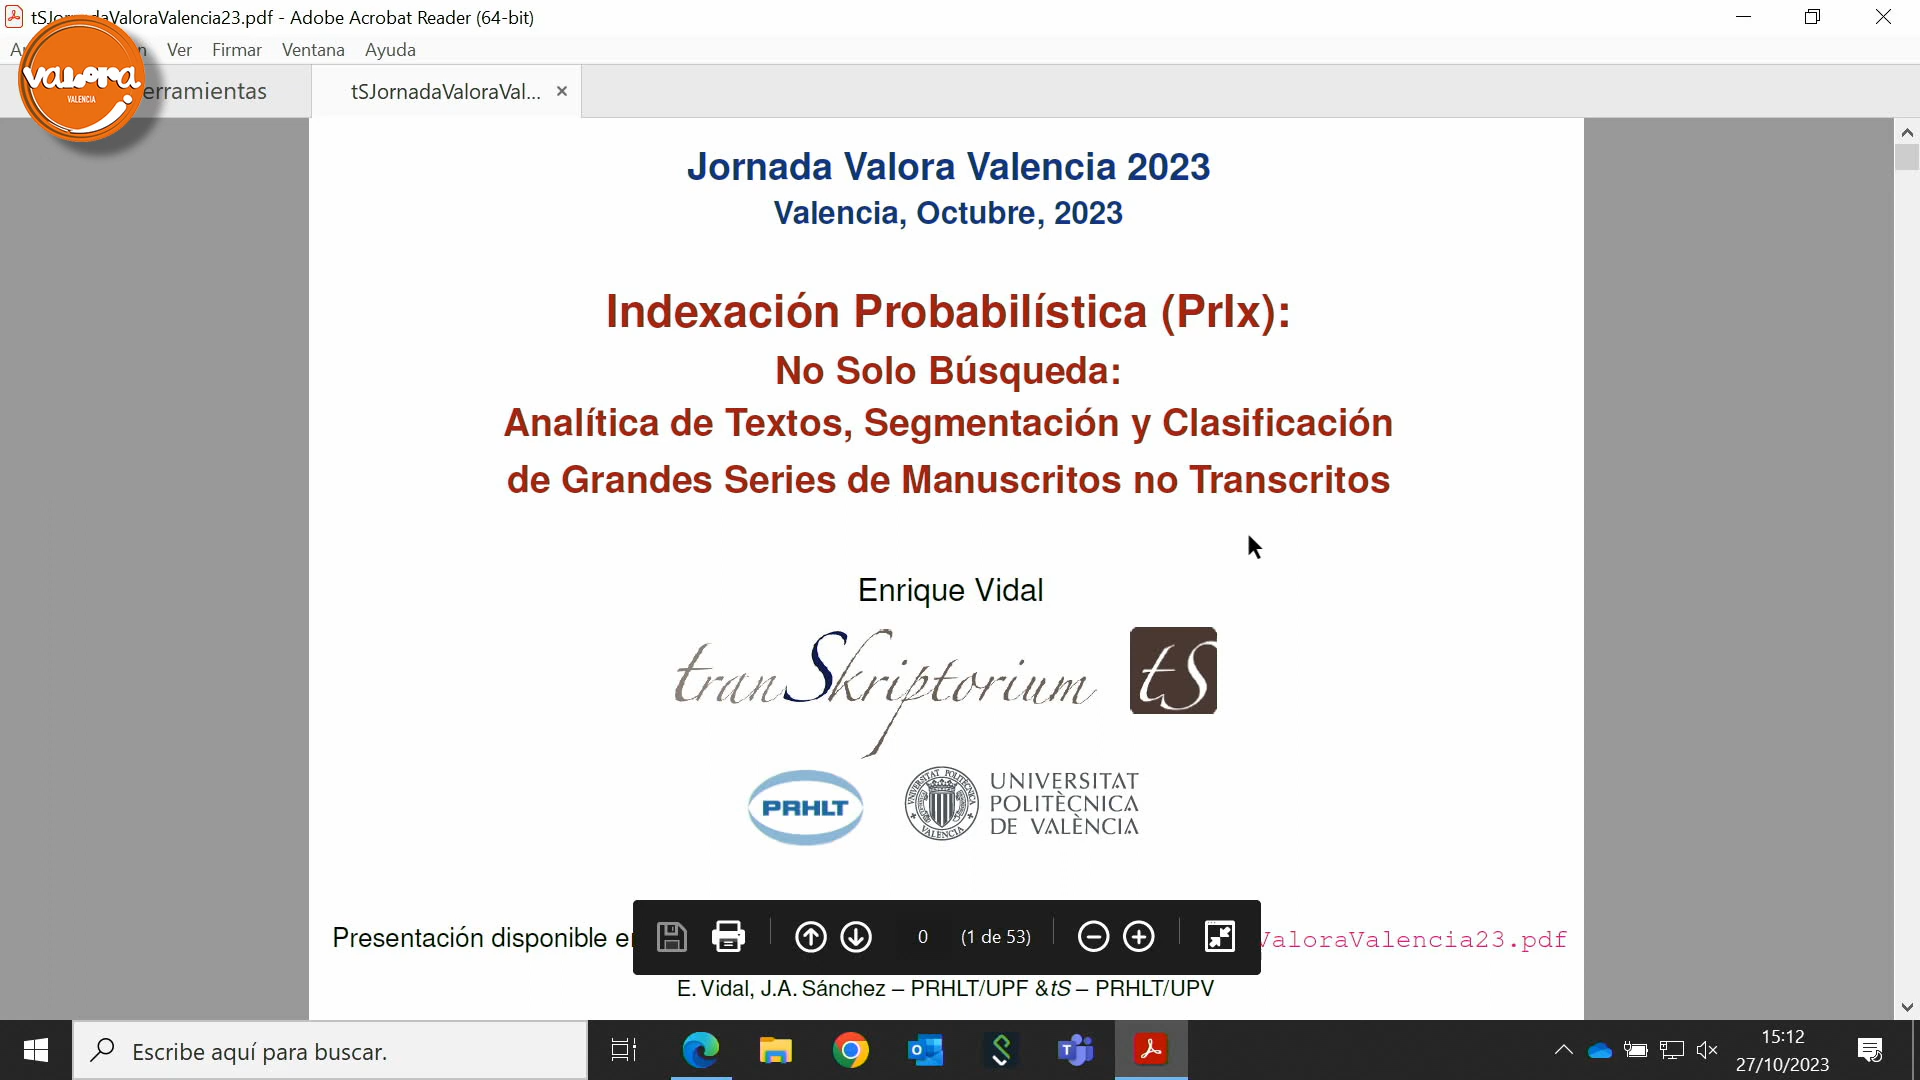 tSJornadaValoraValencia23.pdf - Adobe Acrobat Reader (64-bit)
Ver Firmar Ventana Ayuda
valora
VALENCIA
erramientas
tSJornadaValoraVal... ×
Jornada Valora Valencia 2023
Valencia, Octubre, 2023
Indexación Probabilística (PrIx):
No Solo Búsqueda:
Analítica de Textos, Segmentación y Clasificación
de Grandes Series de Manuscritos no Transcritos
Enrique Vidal
tranSkriptorium tS
PRHLT
UNIVERSITAT
POLITÈCNICA
DE VALÈNCIA
Presentación disponible
0 (1 de 53)
ValoraValencia23.pdf
E. Vidal, J.A. Sánchez – PRHLT/UPF &tS – PRHLT/UPV
Escribe aquí para buscar.
15:12
27/10/2023